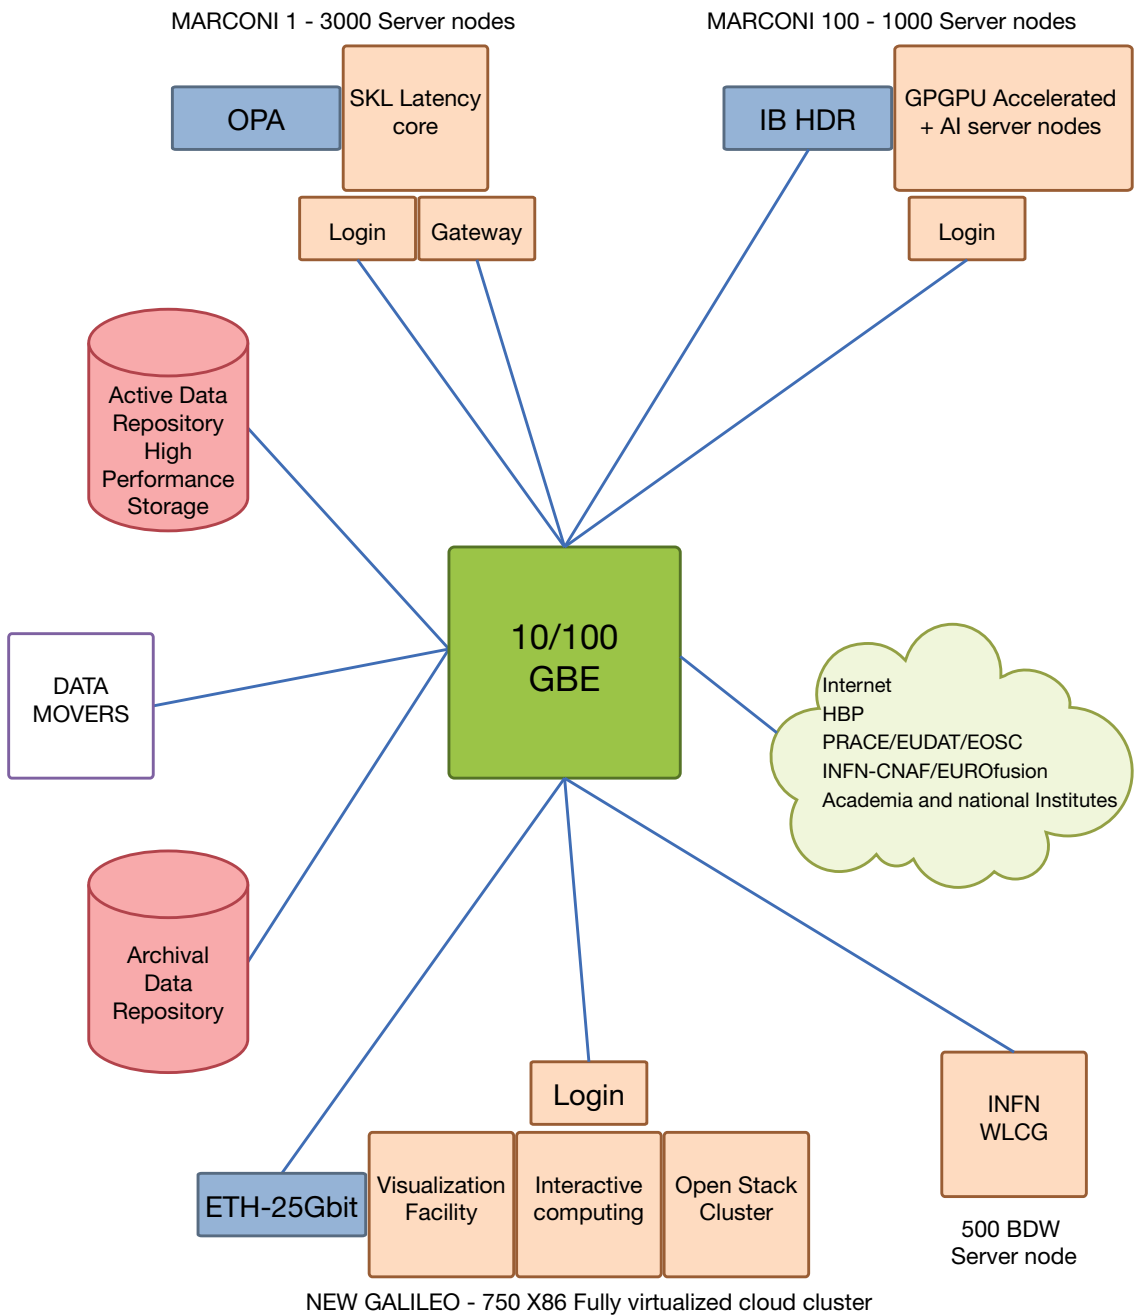 MARCONI 1 - 3000 Server nodes
MARCONI 100 - 1000 Server nodes
OPA
SKL Latency
core
IB HDR
GPGPU Accelerated
+ AI server nodes
Login
Gateway
Login
Active Data
Repository
High
Performance
Storage
10/100
GBE
DATA
MOVERS
Internet
HBP
PRACE/EUDAT/EOSC
INFN-CNAF/EUROfusion
Academia and national Institutes
Archival
Data
Repository
Login
INFN
WLCG
ETH-25Gbit
Visualization
Facility
Interactive
computing
Open Stack
Cluster
500 BDW
Server node
NEW GALILEO - 750 X86 Fully virtualized cloud cluster